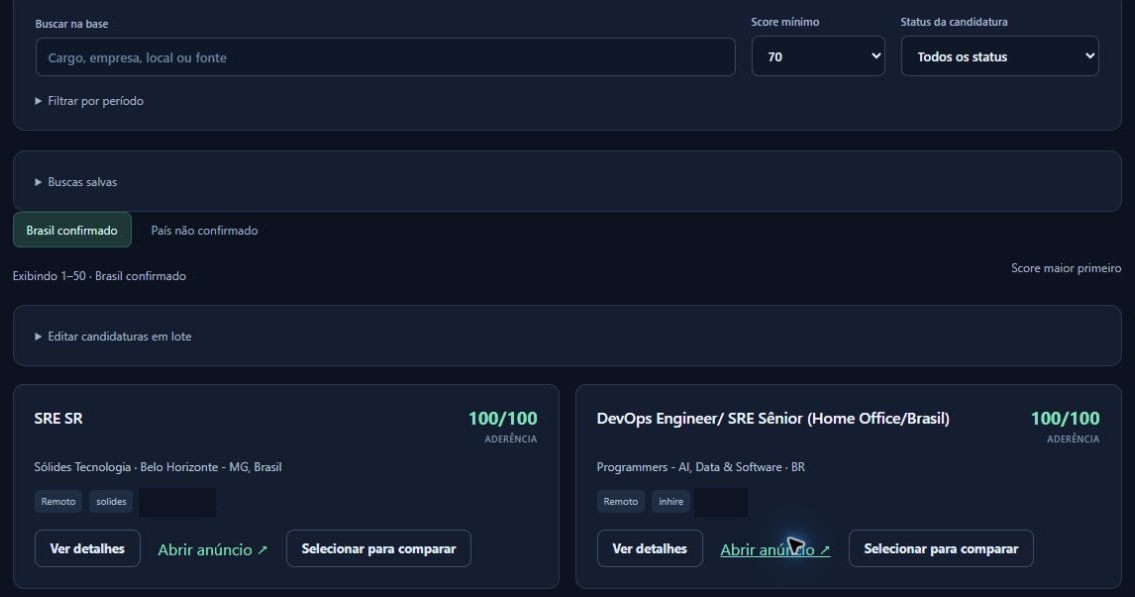 Buscar na base
Score mínimo
Status da candidatura
Cargo, empresa, local ou fonte
70
Todos os status
▶ Filtrar por período
▶ Buscas salvas
Brasil confirmado
País não confirmado
Exibindo 1–50 · Brasil confirmado
Score maior primeiro
▶ Editar candidaturas em lote
SRE SR
100/100
ADERÊNCIA
Sólides Tecnologia · Belo Horizonte - MG, Brasil
Remoto
solides
Ver detalhes
Abrir anúncio ↗
Selecionar para comparar
DevOps Engineer/ SRE Sênior (Home Office/Brasil)
100/100
ADERÊNCIA
Programmers - AI, Data & Software · BR
Remoto
inhire
Ver detalhes
Abrir anúncio ↗
Selecionar para comparar